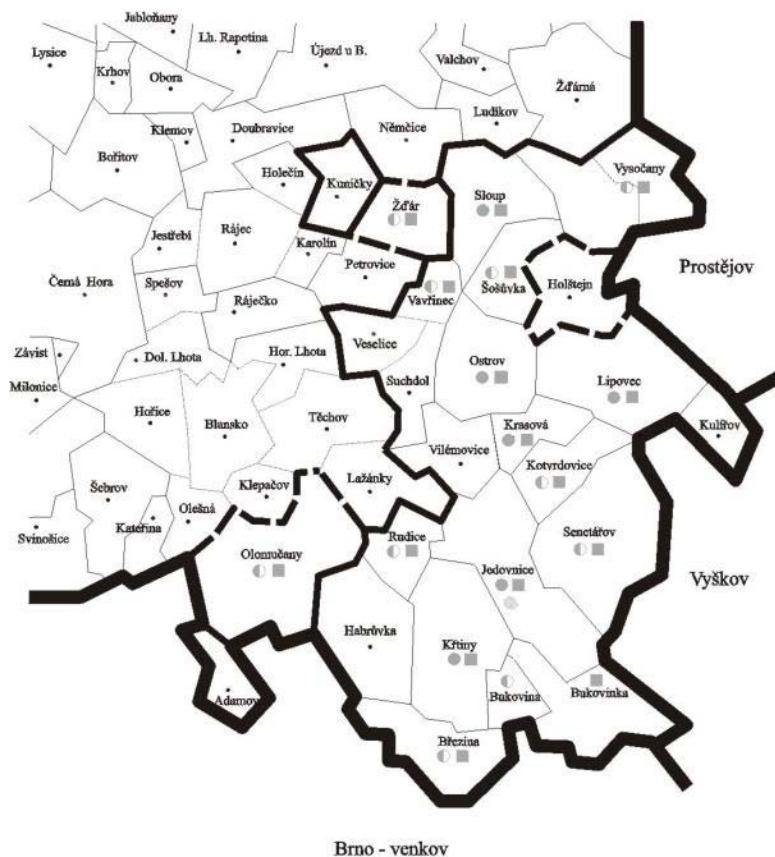 Jabloňany
Lh. Rapotina
Lysice
Újezd u B.
Valchov
Krhov
Obora
Žďárná
Ludíkov
Klemov
Doubravice
Němčice
Bořitov
Holečín
Vysočany
Kuničky
Sloup
Žďár
Rájec
Jestřebí
Karolín
Petrovice
Prostějov
Černá Hora
Spešov
Šošůvka
Holštejn
Ráječko
Vavřinec
Veselice
Závist
Dol. Lhota
Hor. Lhota
Ostrov
Milonice
Suchdol
Lipovec
Hořice
Blansko
Těchov
Krasová
Kulířov
Vilémovice
Kotvrdovice
Šebrov
Klepačov
Lažánky
Olešná
Kateřina
Svinošice
Rudice
Senetářov
Olomučany
Jedovnice
Vyškov
Habrůvka
Křtiny
Adamov
Bukovina
Bukovinka
Březina
Brno - venkov